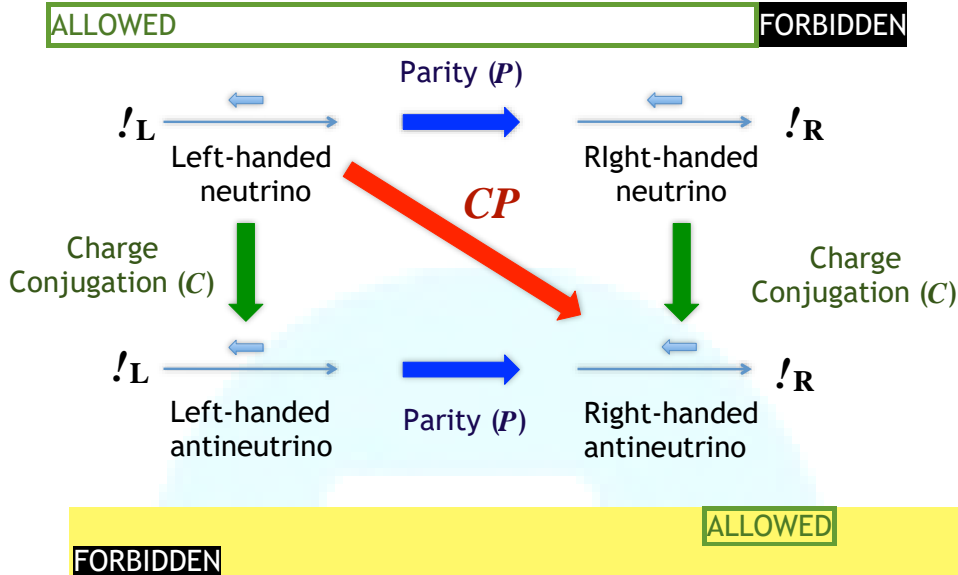 ALLOWED FORBIDDEN
Parity (P)
!L !R
Left-handed
neutrino
RIght-handed
neutrino
CP
Charge
Conjugation (C)
Charge
Conjugation (C)
!L !R
Left-handed
antineutrino
Parity (P)
Right-handed
antineutrino
ALLOWED
FORBIDDEN